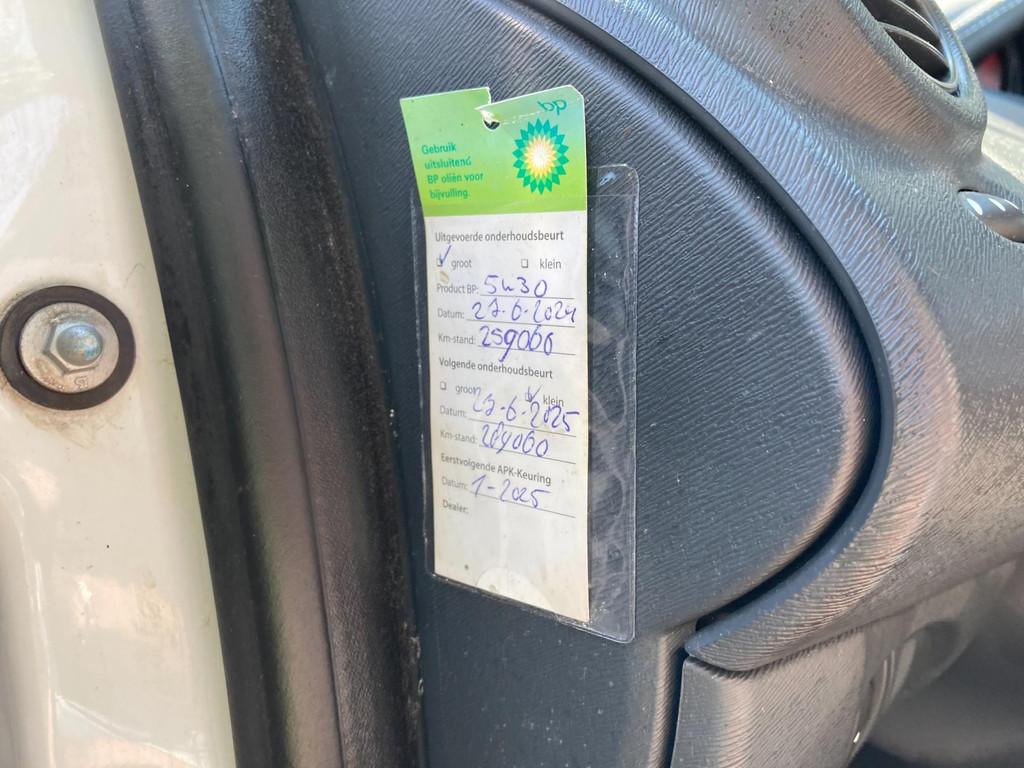 bp
Gebruik
uitsluitend
BP oliën voor
bijvulling.
Uitgevoerde onderhoudsbeurt
groot klein
Product BP: 5w30
Datum: 27-6-2024
Km-stand: 259060
Volgende onderhoudsbeurt
groot klein
Datum: 27-6-2025
Km-stand:
Eerstvolgende APK-Keuring
Datum: 1-2025
Dealer: